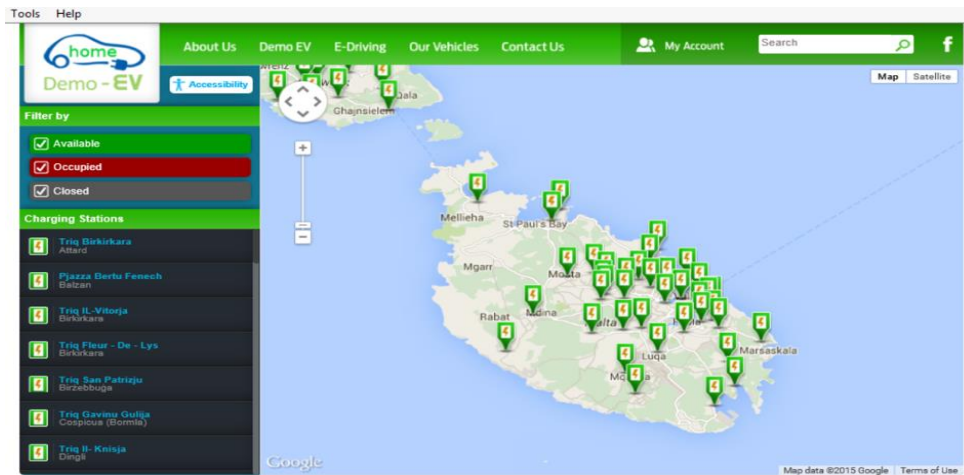 Tools Help
home
Demo - EV
About Us Demo EV E-Driving Our Vehicles Contact Us
My Account
Search
f
Accessibility
Map Satellite
Filter by
Available
Occupied
Closed
Charging Stations
Triq Birkirkara
Attard
Pjazza Bertu Fenech
Balzan
Triq IL-Vitorja
Birkirkara
Triq Fleur - De - Lys
Birkirkara
Triq San Patrizju
Birzebbuga
Triq Gavinu Gulija
Cospicua (Bormla)
Triq Il- Knisja
Dingli
Qala
Ghajnsielem
Mellieha
St Paul's Bay
Mgarr
Mosta
Rabat
Mdina
Luqa
Marsaskala
Google
Map data ©2015 Google Terms of Use